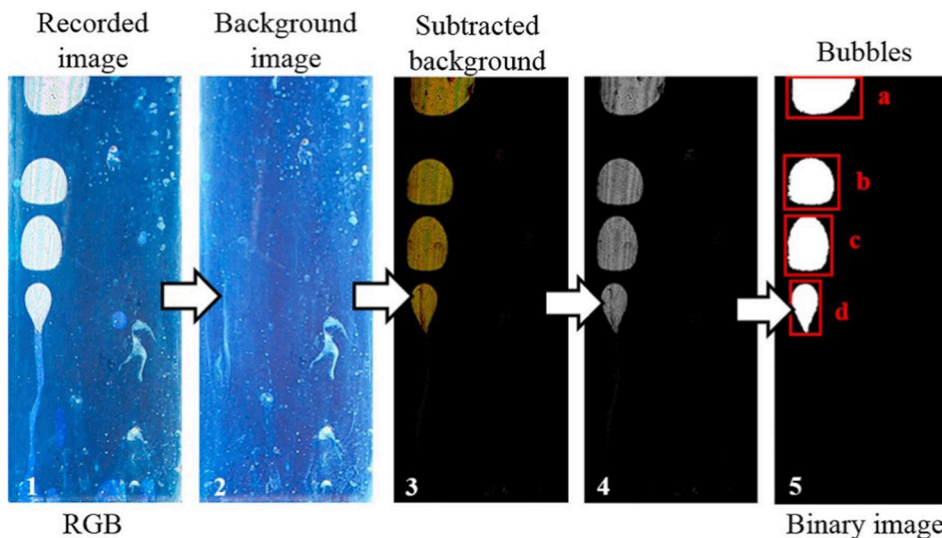 Recorded
image
Background
image
Subtracted
background
Bubbles
a
b
c
d
1
2
3
4
5
RGB
Binary image